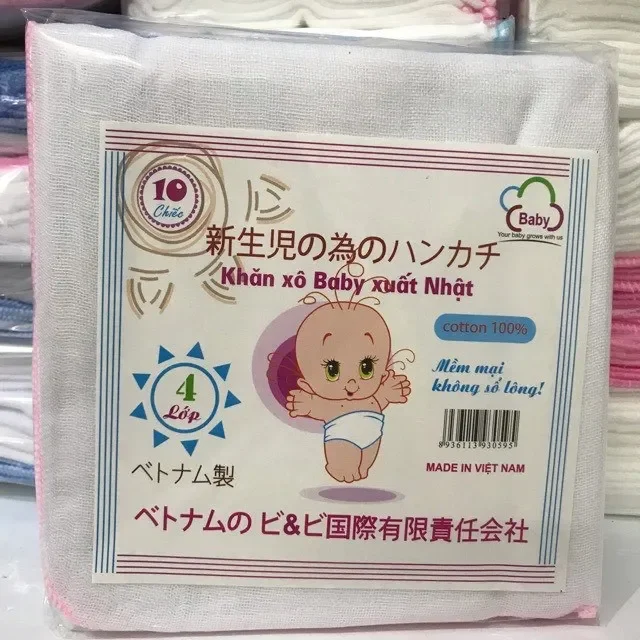 10
Chiếc
Baby
Your baby grows with us
新生児の為のハンカチ
Khăn xô Baby xuất Nhật
cotton 100%
Mềm mại
không sổ lông!
4
Lớp
8936113930595
MADE IN VIỆT NAM
ベトナム製
ベトナムの ビ&ビ国際有限責任会社